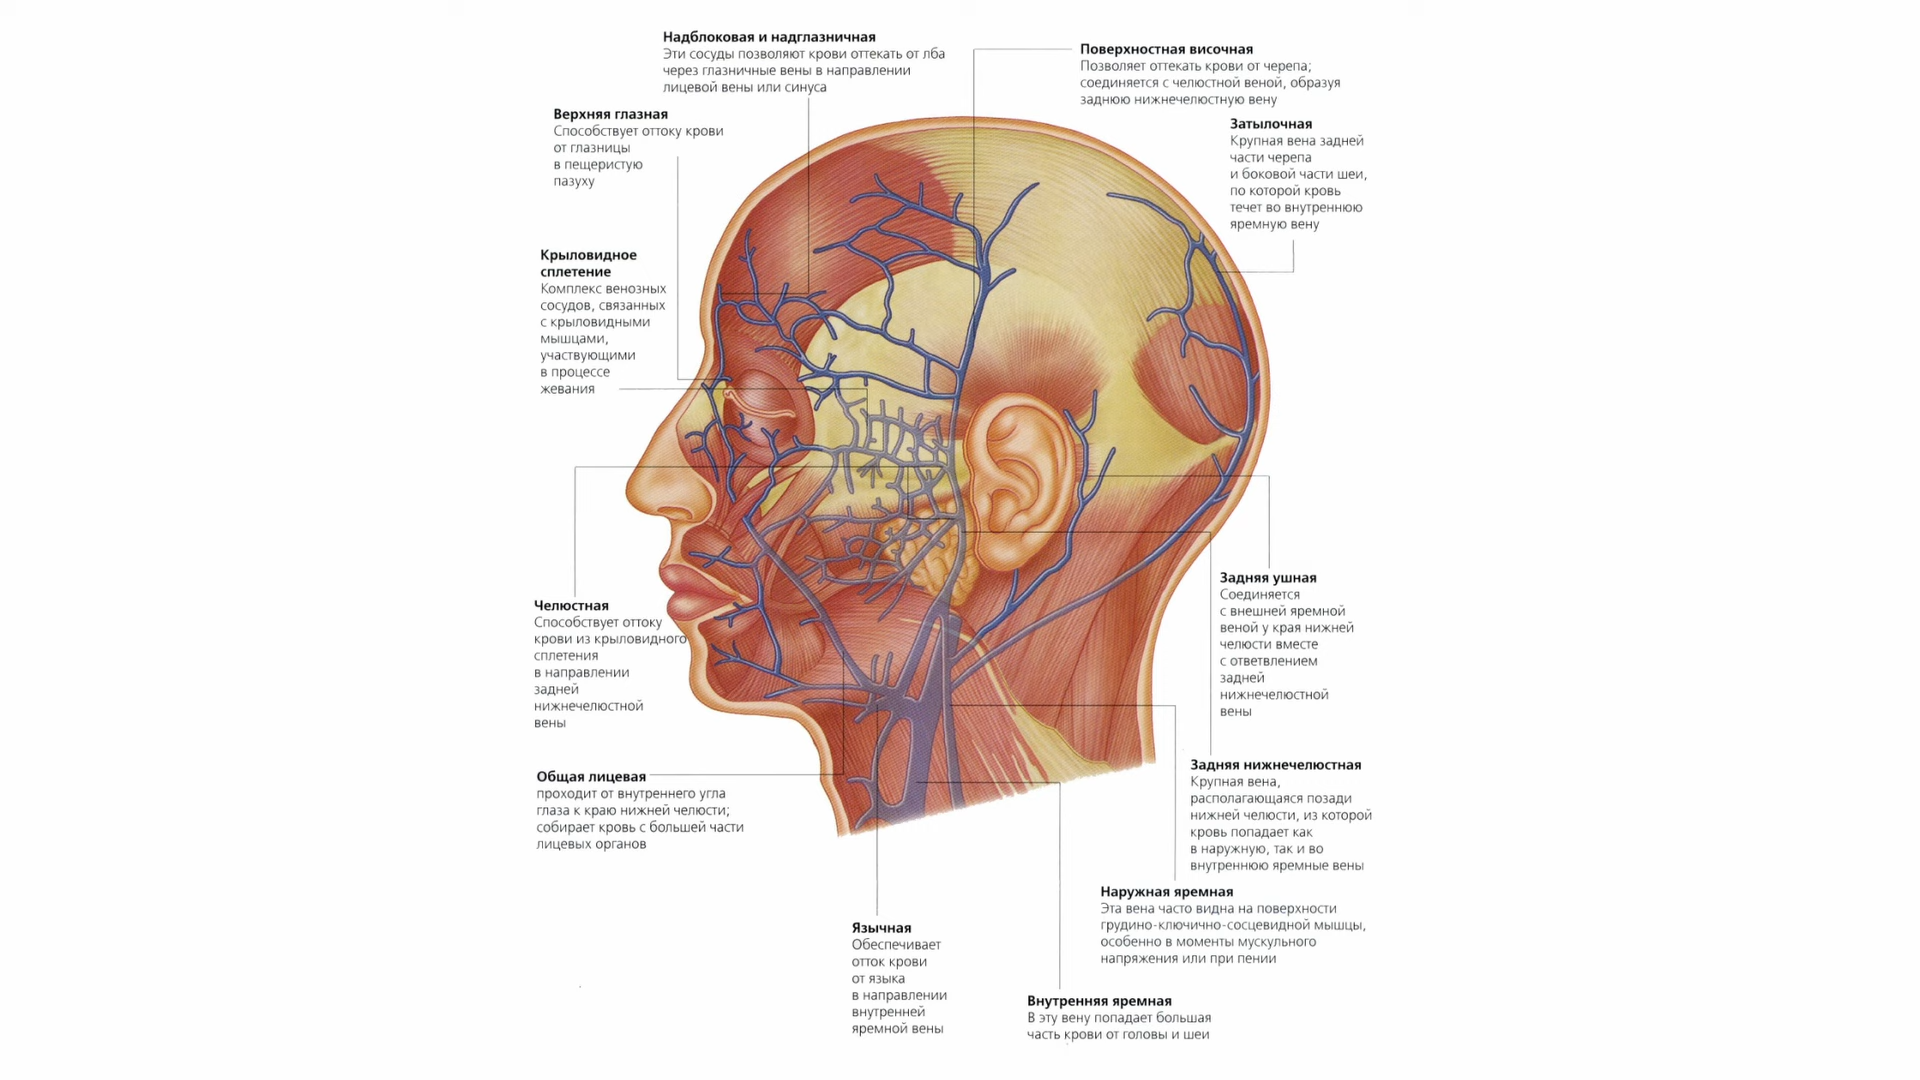 Надблоковая и надглазничная
Эти сосуды позволяют крови оттекать от лба
через глазничные вены в направлении
лицевой вены или синуса
Поверхностная височная
Позволяет оттекать крови от черепа;
соединяется с челюстной веной, образуя
заднюю нижнечелюстную вену
Верхняя глазная
Способствует оттоку крови
от глазницы
в пещеристую
пазуху
Затылочная
Крупная вена задней
части черепа
и боковой части шеи,
по которой кровь
течет во внутреннюю
яремную вену
Крыловидное
сплетение
Комплекс венозных
сосудов, связанных
с крыловидными
мышцами,
участвующими
в процессе
жевания
Челюстная
Способствует оттоку
крови из крыловидного
сплетения
в направлении
задней
нижнечелюстной
вены
Задняя ушная
Соединяется
с внешней яремной
веной у края нижней
челюсти вместе
с ответвлением
задней
нижнечелюстной
вены
Общая лицевая
проходит от внутреннего угла
глаза к краю нижней челюсти;
собирает кровь с большей части
лицевых органов
Задняя нижнечелюстная
Крупная вена,
располагающаяся позади
нижней челюсти, из которой
кровь попадает как
в наружную, так и во
внутреннюю яремные вены
Наружная яремная
Эта вена часто видна на поверхности
грудино-ключично-сосцевидной мышцы,
особенно в моменты мускульного
напряжения или при пении
Язычная
Обеспечивает
отток крови
от языка
в направлении
внутренней
яремной вены
Внутренняя яремная
В эту вену попадает большая
часть крови от головы и шеи